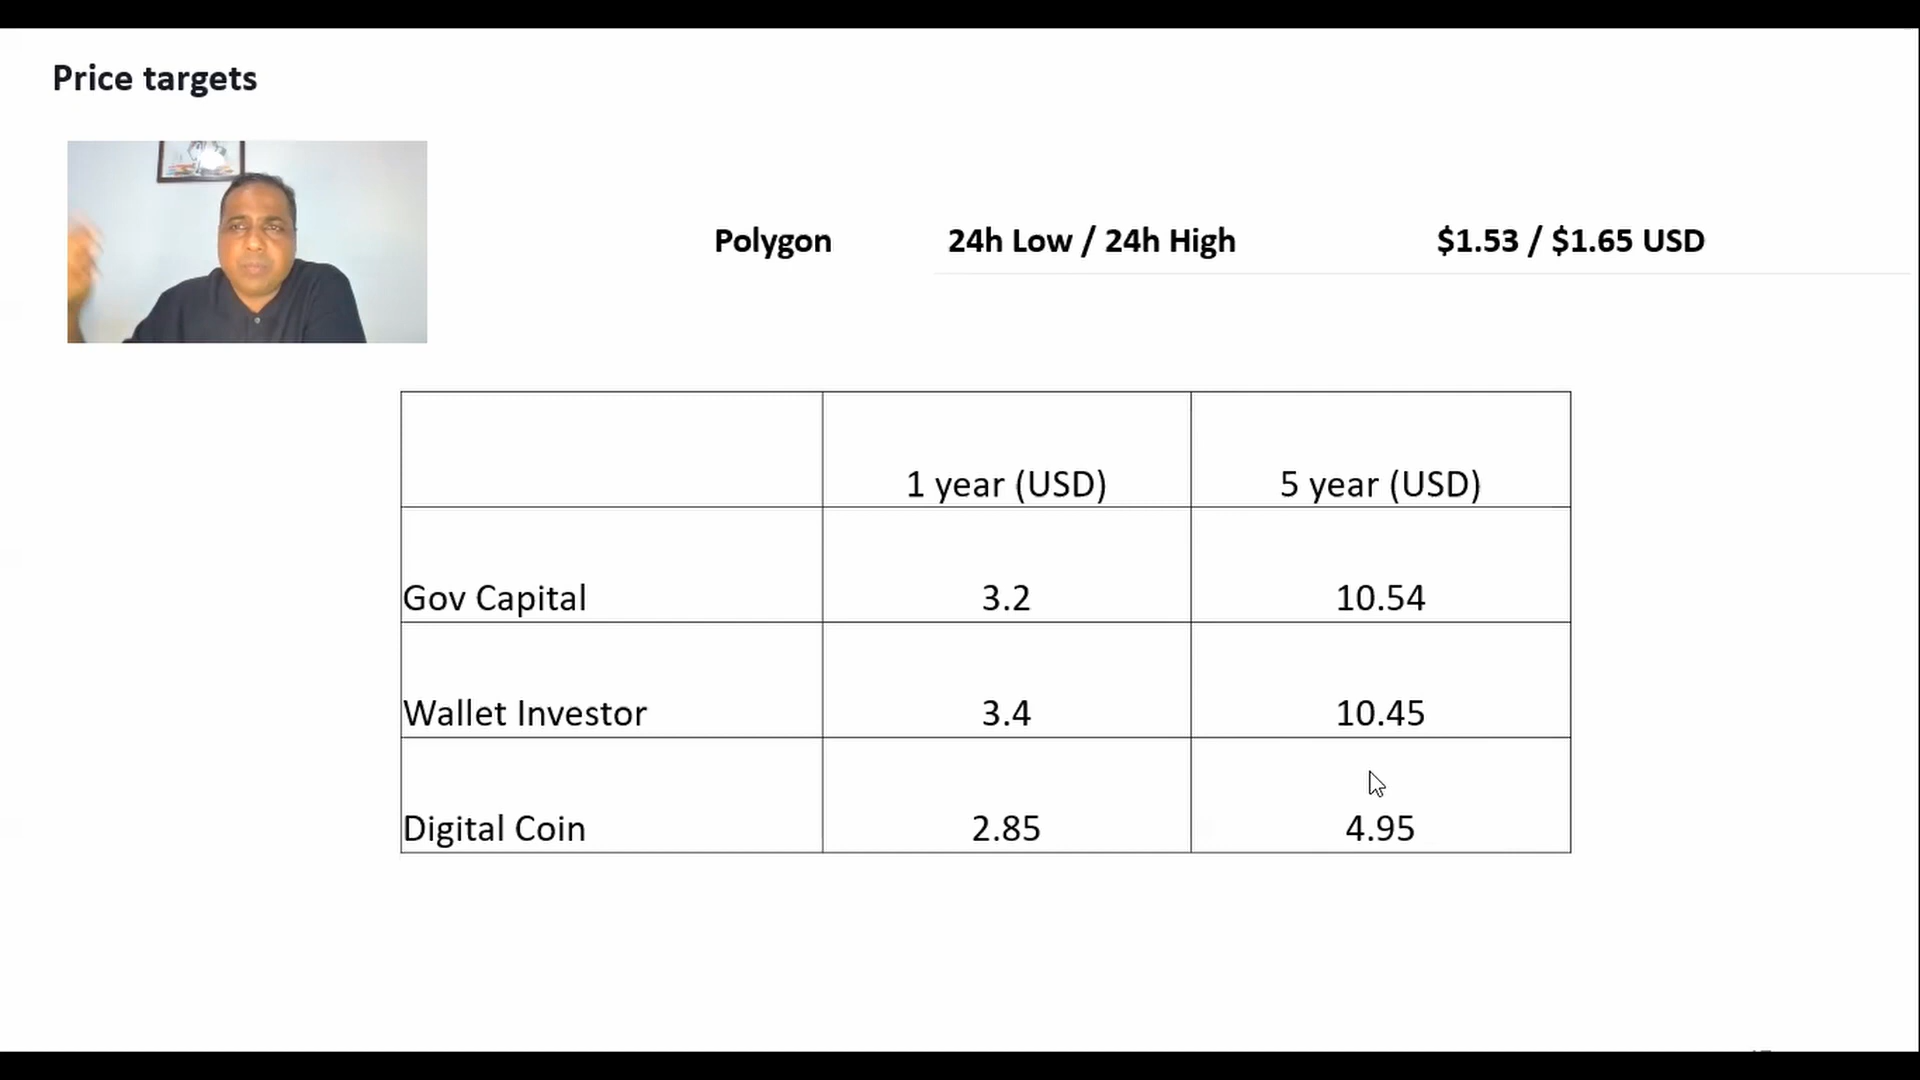 Price targets
Polygon 24h Low / 24h High $1.53 / $1.65 USD
1 year (USD) 5 year (USD)
Gov Capital 3.2 10.54
Wallet Investor 3.4 10.45
Digital Coin 2.85 4.95